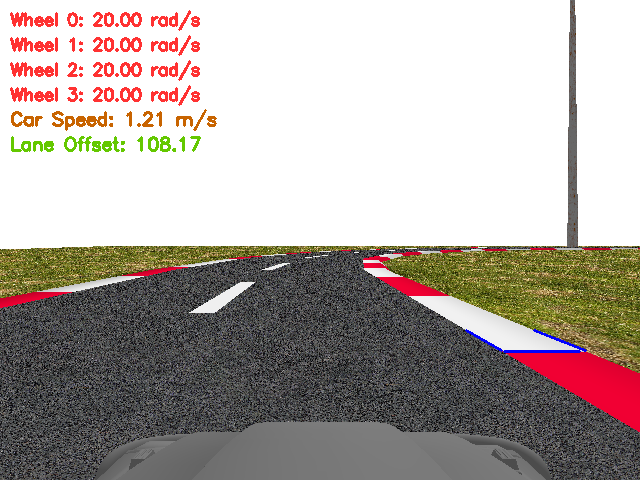 Wheel 0: 20.00 rad/s
Wheel 1: 20.00 rad/s
Wheel 2: 20.00 rad/s
Wheel 3: 20.00 rad/s
Car Speed: 1.21 m/s
Lane Offset: 108.17